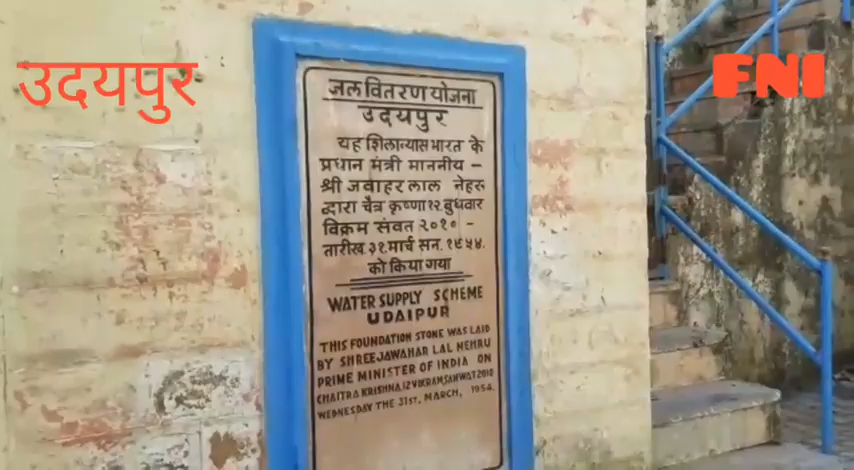 उदयपुर
FNI
जल वितरण योजना
उदयपुर
यह शिलान्यास भारत के
प्रधान मंत्री माननीय –
श्री जवाहर लाल नेहरु
द्वारा चैत्र कृष्णा १२ बुधवार
विक्रम संवत २०१० –
तारीख ३१ मार्च सन. १९५४.
को किया गया
WATER SUPPLY SCHEME
UDAIPUR
THIS FOUNDATION STONE WAS LAID
BY SHREE JAWAHAR LAL NEHRU
PRIME MINISTER OF INDIA ON
CHAITRA KRISHNA, 12 VIKRAM, SANWAT 2010
WEDNESDAY THE 31st. MARCH, 1954.